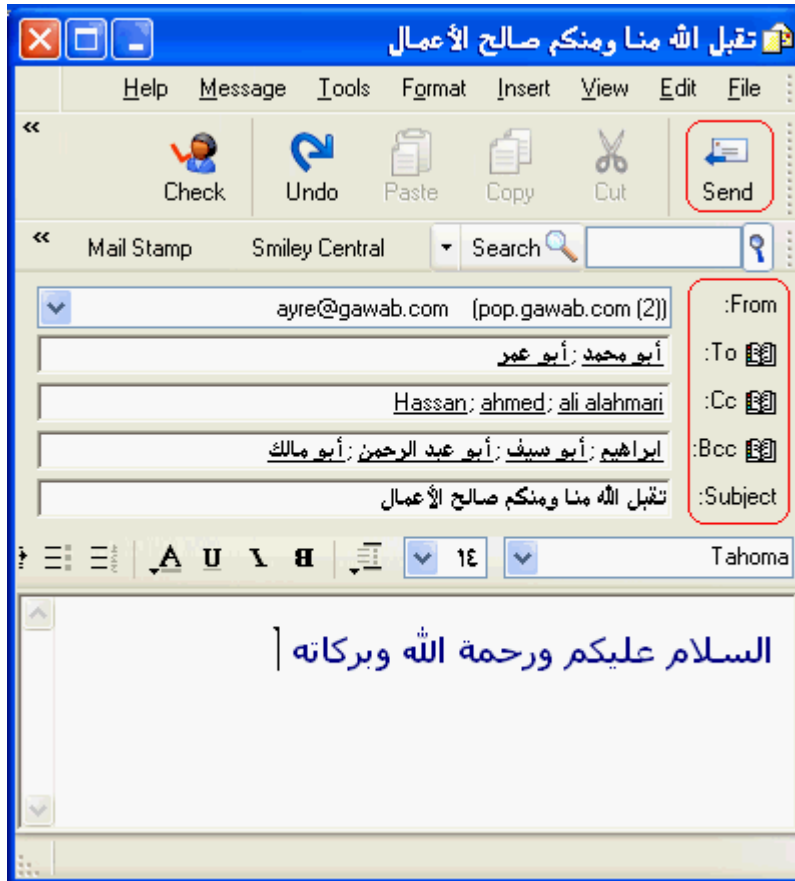 تقبل الله منا ومنكم صالح الأعمال
File Edit View Insert Format Tools Message Help
Send Cut Copy Paste Undo Check »
Search Smiley Central Mail Stamp »
From: ayre@gawab.com (pop.gawab.com (2))
To: أبو محمد ; أبو عمر
Cc: Hassan; ahmed; ali alahmari
Bcc: ابراهيم ; أبو سيف ; أبو عبد الرحمن ; أبو مالك
Subject: تقبل الله منا ومنكم صالح الأعمال
Tahoma ١٤ B I U A
السلام عليكم ورحمة الله وبركاته